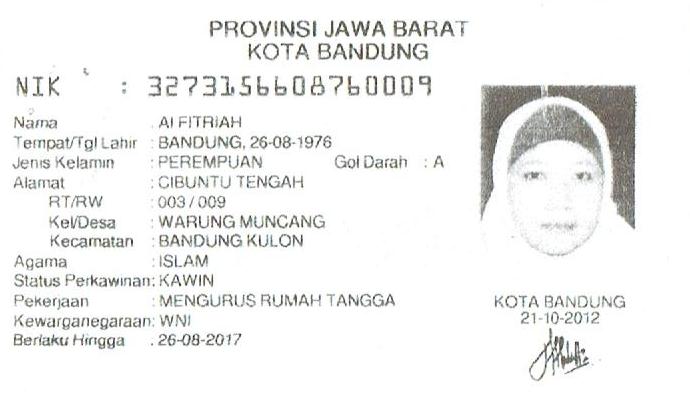 PROVINSI JAWA BARAT
KOTA BANDUNG
NIK : 3273156608760009
Nama : AI FITRIAH
Tempat/Tgl Lahir : BANDUNG, 26-08-1976
Jenis Kelamin : PEREMPUAN Gol Darah : A
Alamat : CIBUNTU TENGAH
RT/RW : 003 / 009
Kel/Desa : WARUNG MUNCANG
Kecamatan : BANDUNG KULON
Agama : ISLAM
Status Perkawinan: KAWIN
Pekerjaan : MENGURUS RUMAH TANGGA
Kewarganegaraan: WNI
Berlaku Hingga : 26-08-2017
KOTA BANDUNG
21-10-2012